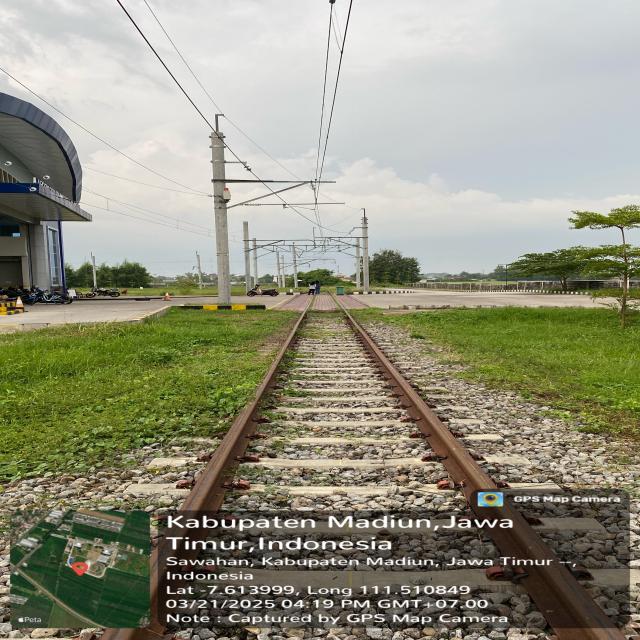 GPS Map Camera
Kabupaten Madiun,Jawa
Timur,Indonesia
Sawahan, Kabupaten Madiun, Jawa Timur --,
Indonesia
Lat -7.613999, Long 111.510849
03/21/2025 04:19 PM GMT+07.00
Note : Captured by GPS Map Camera
Peta